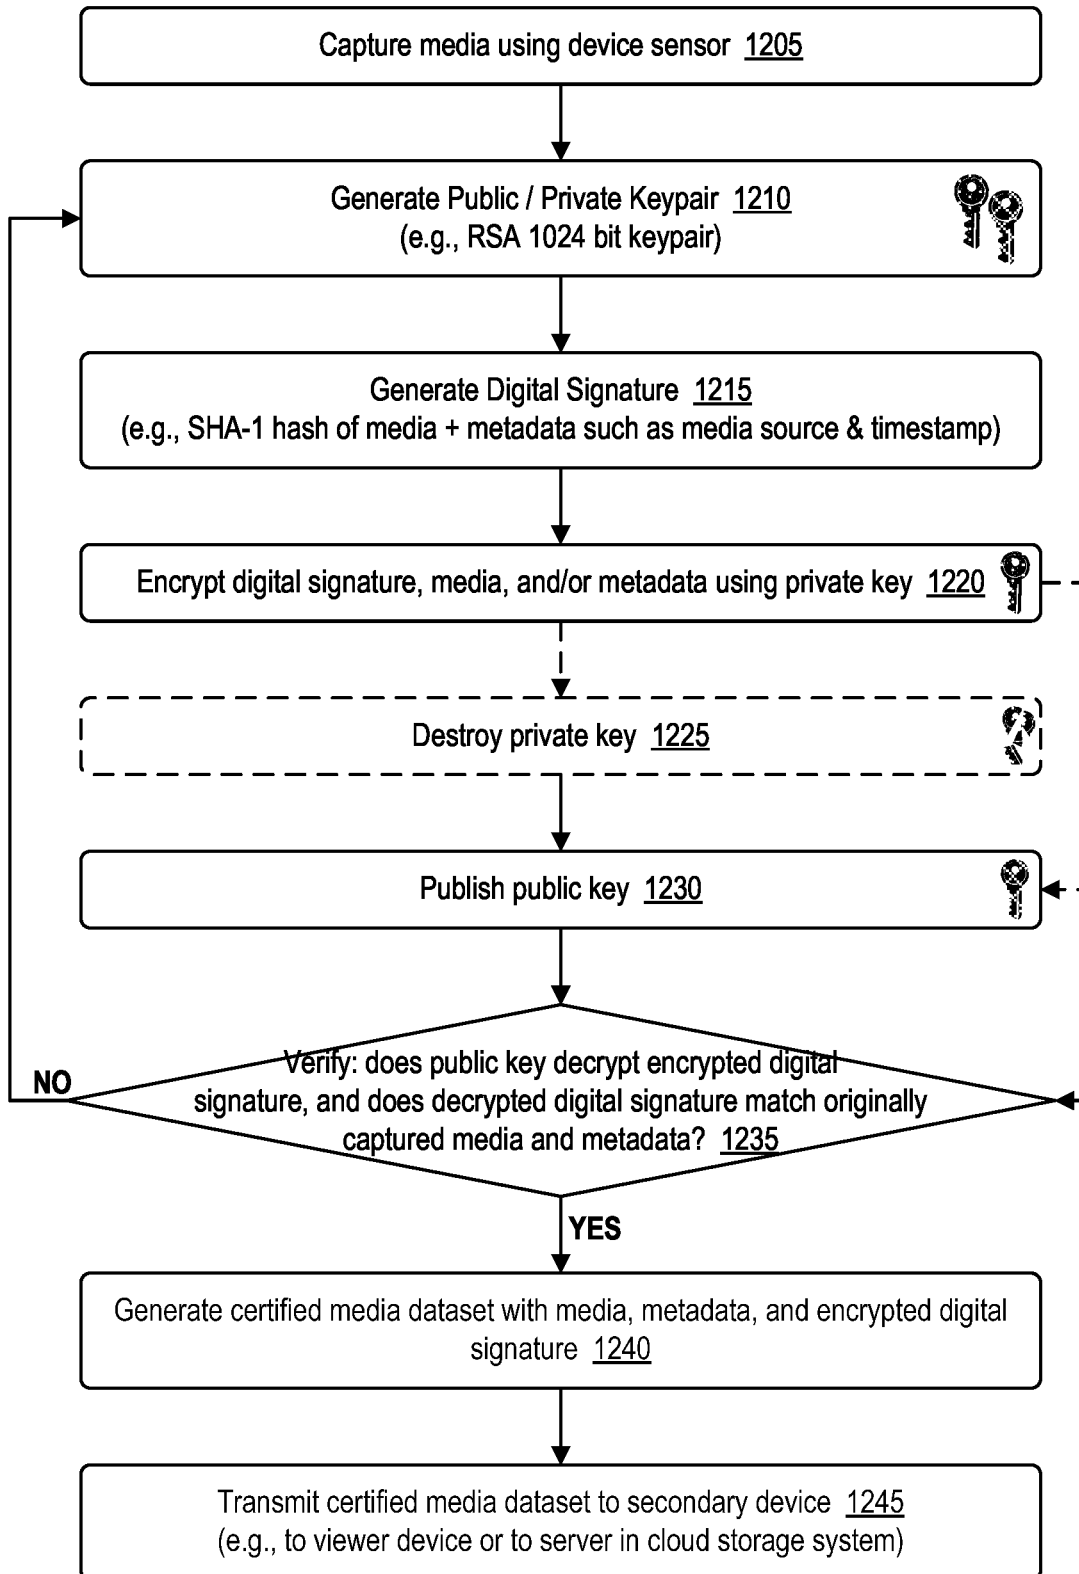 Capture media using device sensor 1205
Generate Public / Private Keypair 1210
(e.g., RSA 1024 bit keypair)
Generate Digital Signature 1215
(e.g., SHA-1 hash of media + metadata such as media source & timestamp)
Encrypt digital signature, media, and/or metadata using private key 1220
Destroy private key 1225
Publish public key 1230
Verify: does public key decrypt encrypted digital
signature, and does decrypted digital signature match originally
captured media and metadata? 1235
NO
YES
Generate certified media dataset with media, metadata, and encrypted digital
signature 1240
Transmit certified media dataset to secondary device 1245
(e.g., to viewer device or to server in cloud storage system)